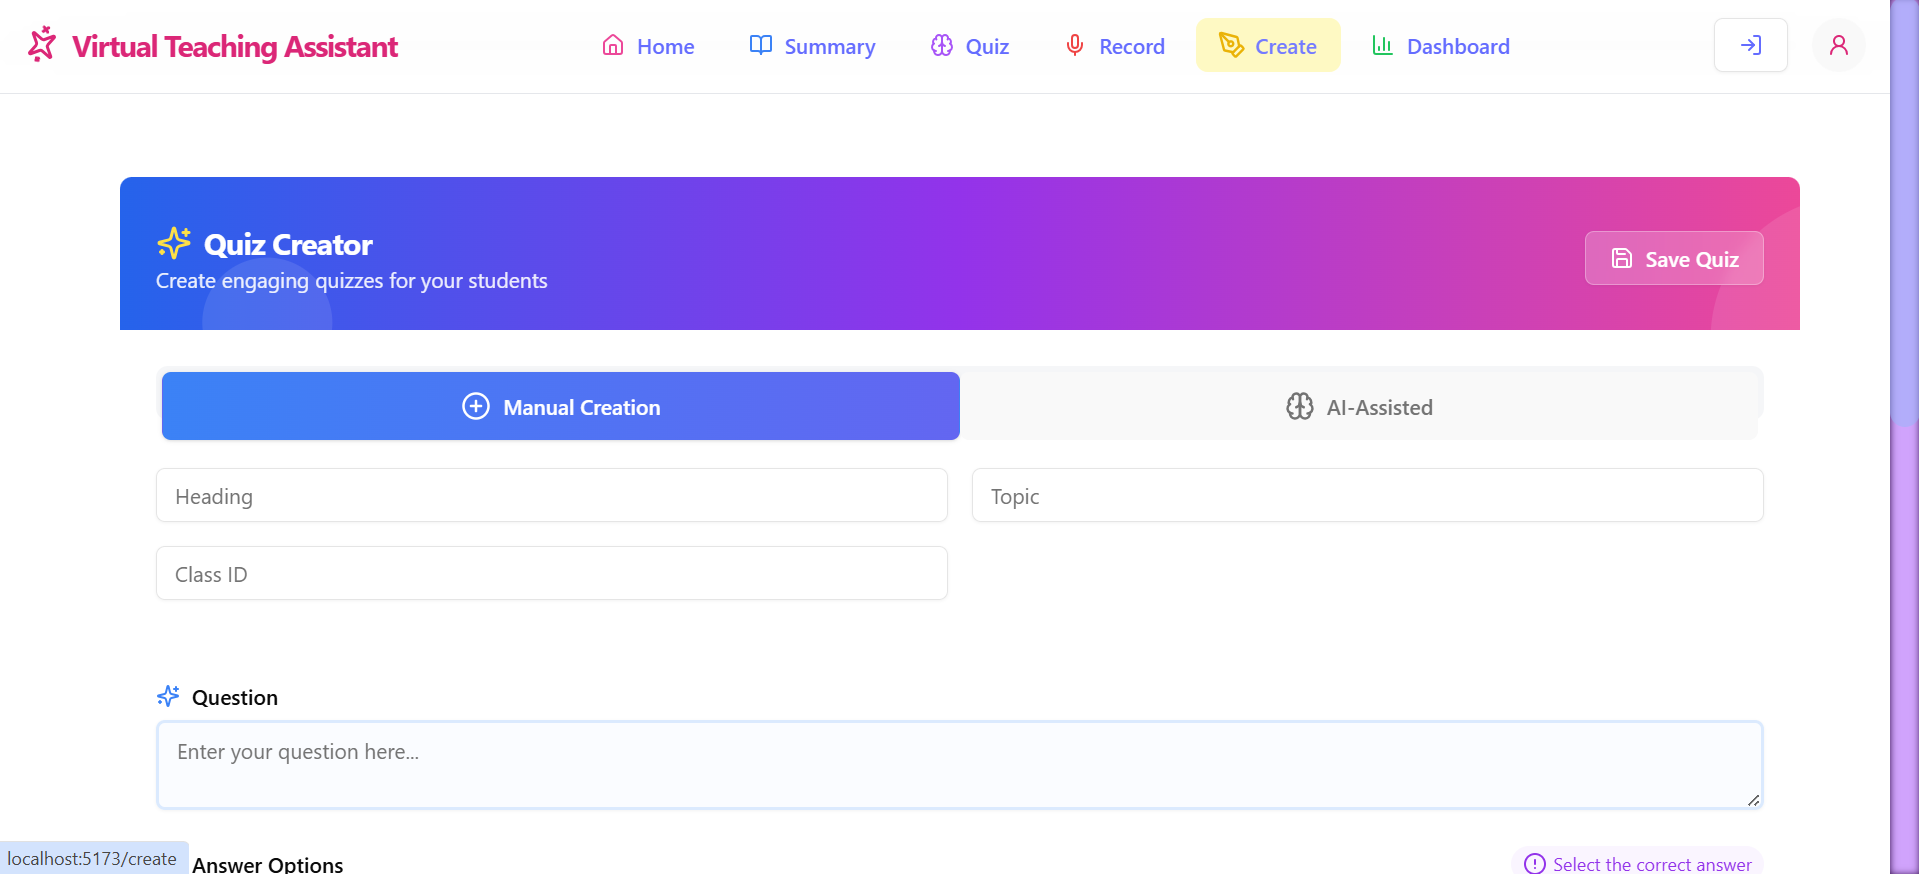 Virtual Teaching Assistant
Home
Summary
Quiz
Record
Create
Dashboard
Quiz Creator
Create engaging quizzes for your students
Save Quiz
Manual Creation
AI-Assisted
Heading
Topic
Class ID
Question
Enter your question here...
localhost:5173/create
Answer Options
Select the correct answer